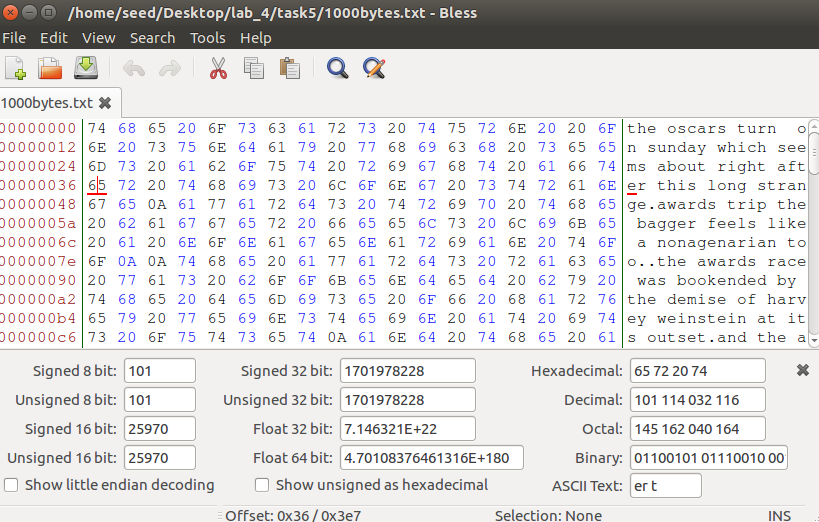 /home/seed/Desktop/lab_4/task5/1000bytes.txt - Bless
File Edit View Search Tools Help
1000bytes.txt
00000000 74 68 65 20 6F 73 63 61 72 73 20 74 75 72 6E 20 20 6F the oscars turn  o
00000012 6E 20 73 75 6E 64 61 79 20 77 68 69 63 68 20 73 65 65 n sunday which see
00000024 6D 73 20 61 62 6F 75 74 20 72 69 67 68 74 20 61 66 74 ms about right aft
00000036 65 72 20 74 68 69 73 20 6C 6F 6E 67 20 73 74 72 61 6E er this long stran
00000048 67 65 0A 61 77 61 72 64 73 20 74 72 69 70 20 74 68 65 ge.awards trip the
0000005a 20 62 61 67 67 65 72 20 66 65 65 6C 73 20 6C 69 6B 65 bagger feels like
0000006c 20 61 20 6E 6F 6E 61 67 65 6E 61 72 69 61 6E 20 74 6F a nonagenarian to
0000007e 6F 0A 0A 74 68 65 20 61 77 61 72 64 73 20 72 61 63 65 o..the awards race
00000090 20 77 61 73 20 62 6F 6F 6B 65 6E 64 65 64 20 62 79 20 was bookended by
000000a2 74 68 65 20 64 65 6D 69 73 65 20 6F 66 20 68 61 72 76 the demise of harv
000000b4 65 79 20 77 65 69 6E 73 74 65 69 6E 20 61 74 20 69 74 ey weinstein at it
000000c6 73 20 6F 75 74 73 65 74 0A 61 6E 64 20 74 68 65 20 61 s outset.and the a
Signed 8 bit: 101 Signed 32 bit: 1701978228 Hexadecimal: 65 72 20 74
Unsigned 8 bit: 101 Unsigned 32 bit: 1701978228 Decimal: 101 114 032 116
Signed 16 bit: 25970 Float 32 bit: 7.146321E+22 Octal: 145 162 040 164
Unsigned 16 bit: 25970 Float 64 bit: 4.70108376461316E+180 Binary: 01100101 01110010 00
Show little endian decoding Show unsigned as hexadecimal ASCII Text: er t
Offset: 0x36 / 0x3e7 Selection: None INS